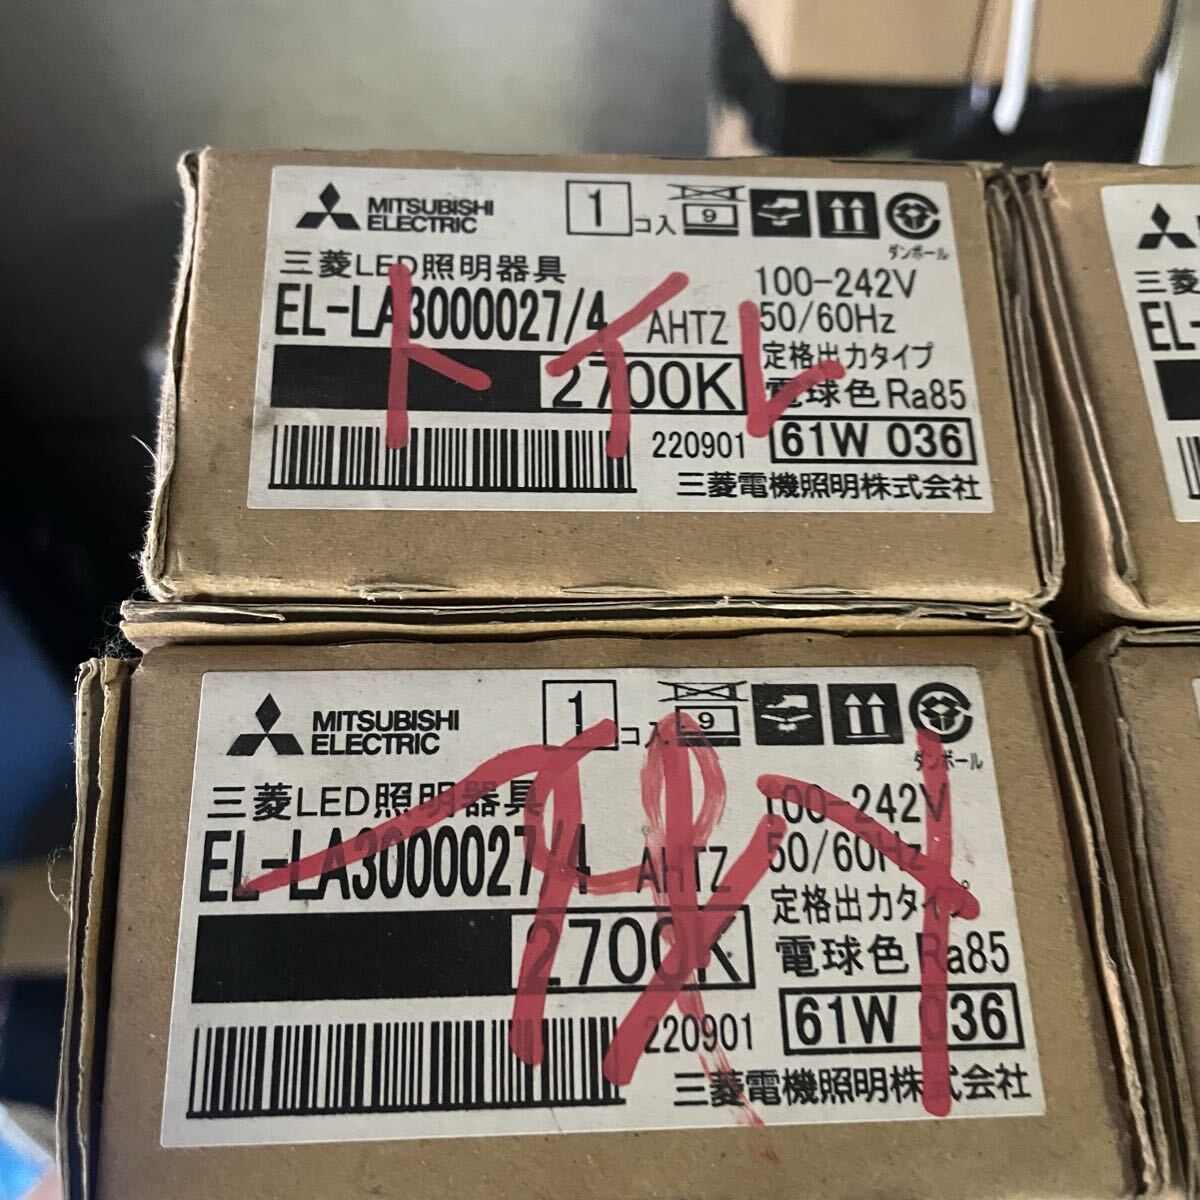 MITSUBISHI
ELECTRIC
1コ入
9
ダンボール
三菱LED照明器具
EL-LA3000027/4 AHTZ
100-242V
50/60Hz
定格出力タイプ
2700K
電球色 Ra85
220901
61W 036
三菱電機照明株式会社
トイレ
三菱
EL-
MITSUBISHI
ELECTRIC
1コ入
9
ダンボール
三菱LED照明器具
EL-LA3000027/4 AHTZ
100-242V
50/60Hz
定格出力タイプ
2700K
電球色 Ra85
220901
61W 036
三菱電機照明株式会社